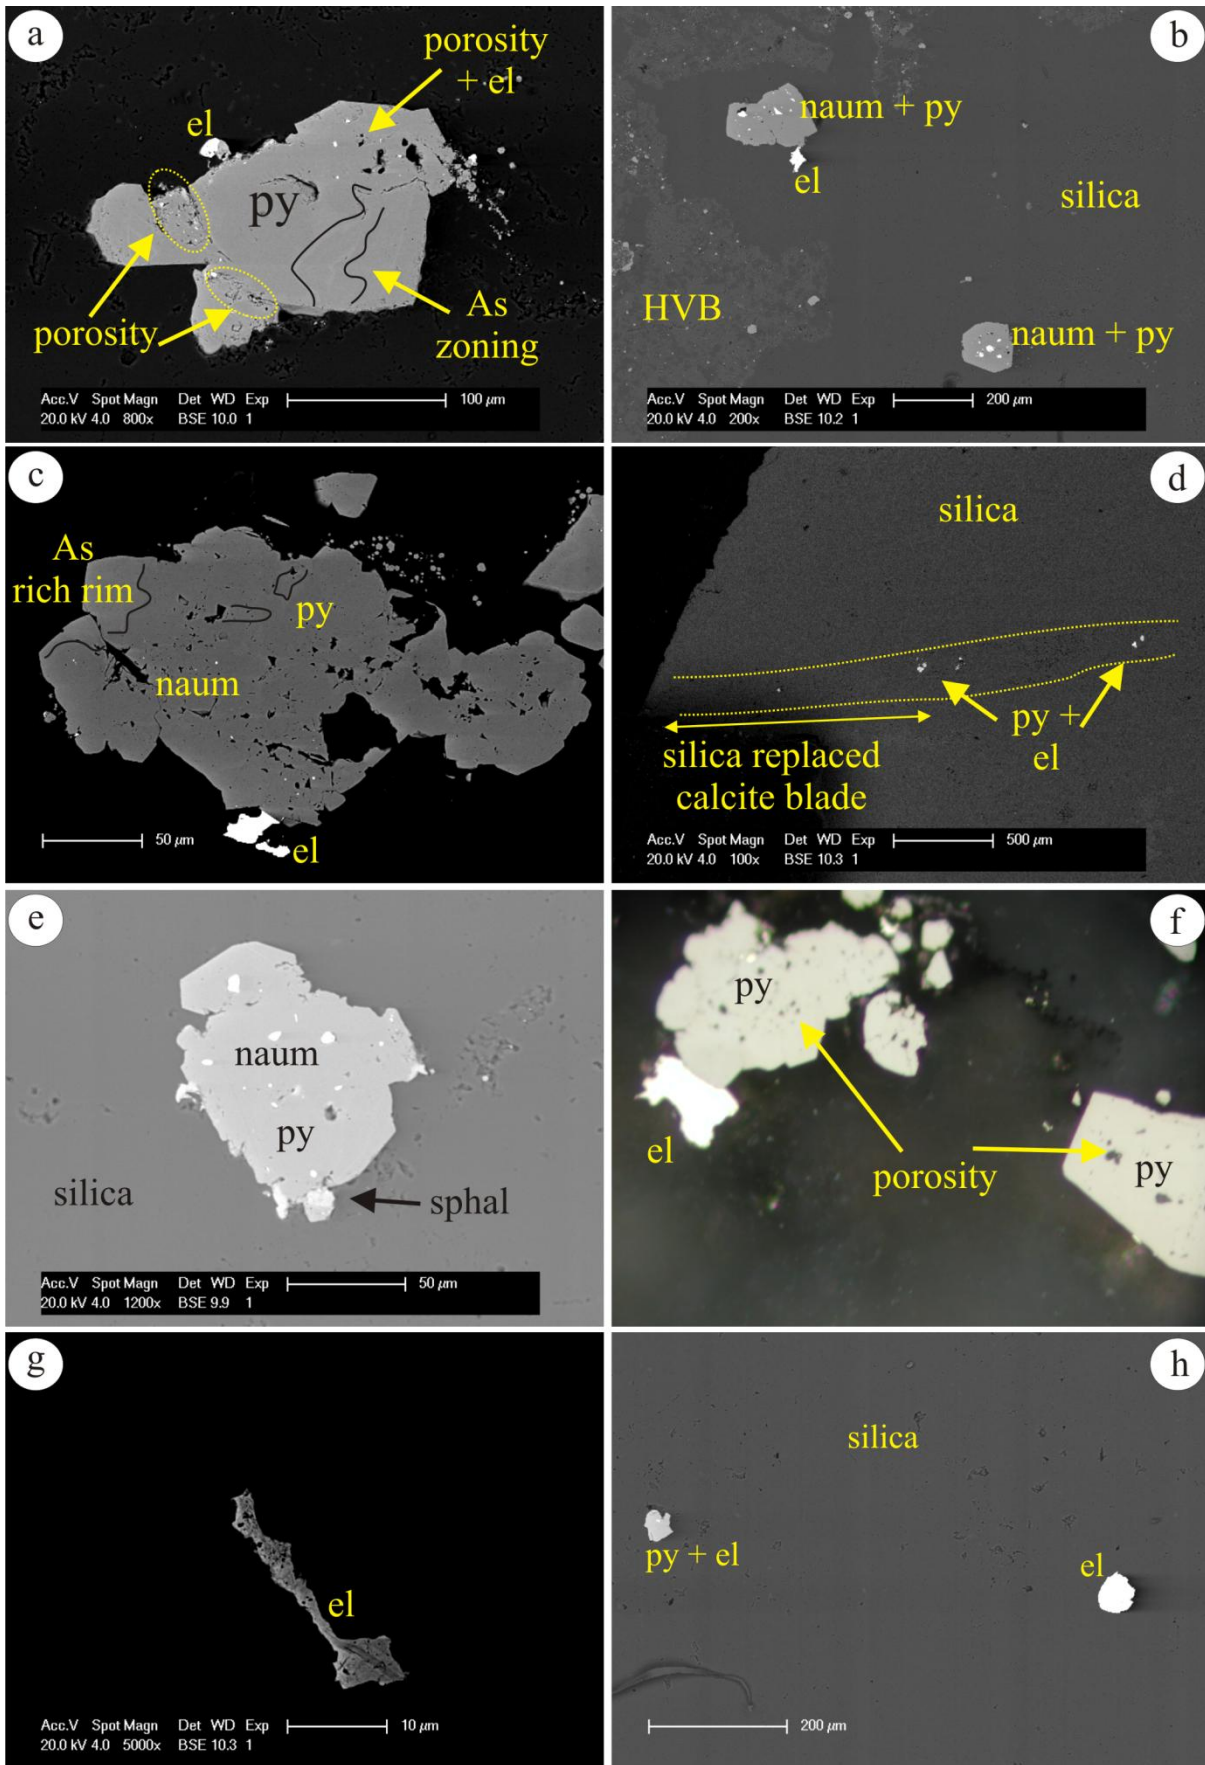 a
porosity
+ el
el
py
porosity
As
zoning
Acc.V Spot Magn Det WD Exp
20.0 kV 4.0 800x BSE 10.0 1
100 µm
b
naum + py
el
silica
HVB
naum + py
Acc.V Spot Magn Det WD Exp
20.0 kV 4.0 200x BSE 10.2 1
200 µm
c
As
rich rim
py
naum
50 µm
el
d
silica
py +
el
silica replaced
calcite blade
Acc.V Spot Magn Det WD Exp
20.0 kV 4.0 100x BSE 10.3 1
500 µm
e
naum
py
silica
sphal
Acc.V Spot Magn Det WD Exp
20.0 kV 4.0 1200x BSE 9.9 1
50 µm
f
py
el
porosity
py
g
el
Acc.V Spot Magn Det WD Exp
20.0 kV 4.0 5000x BSE 10.3 1
10 µm
h
silica
py + el
el
200 µm